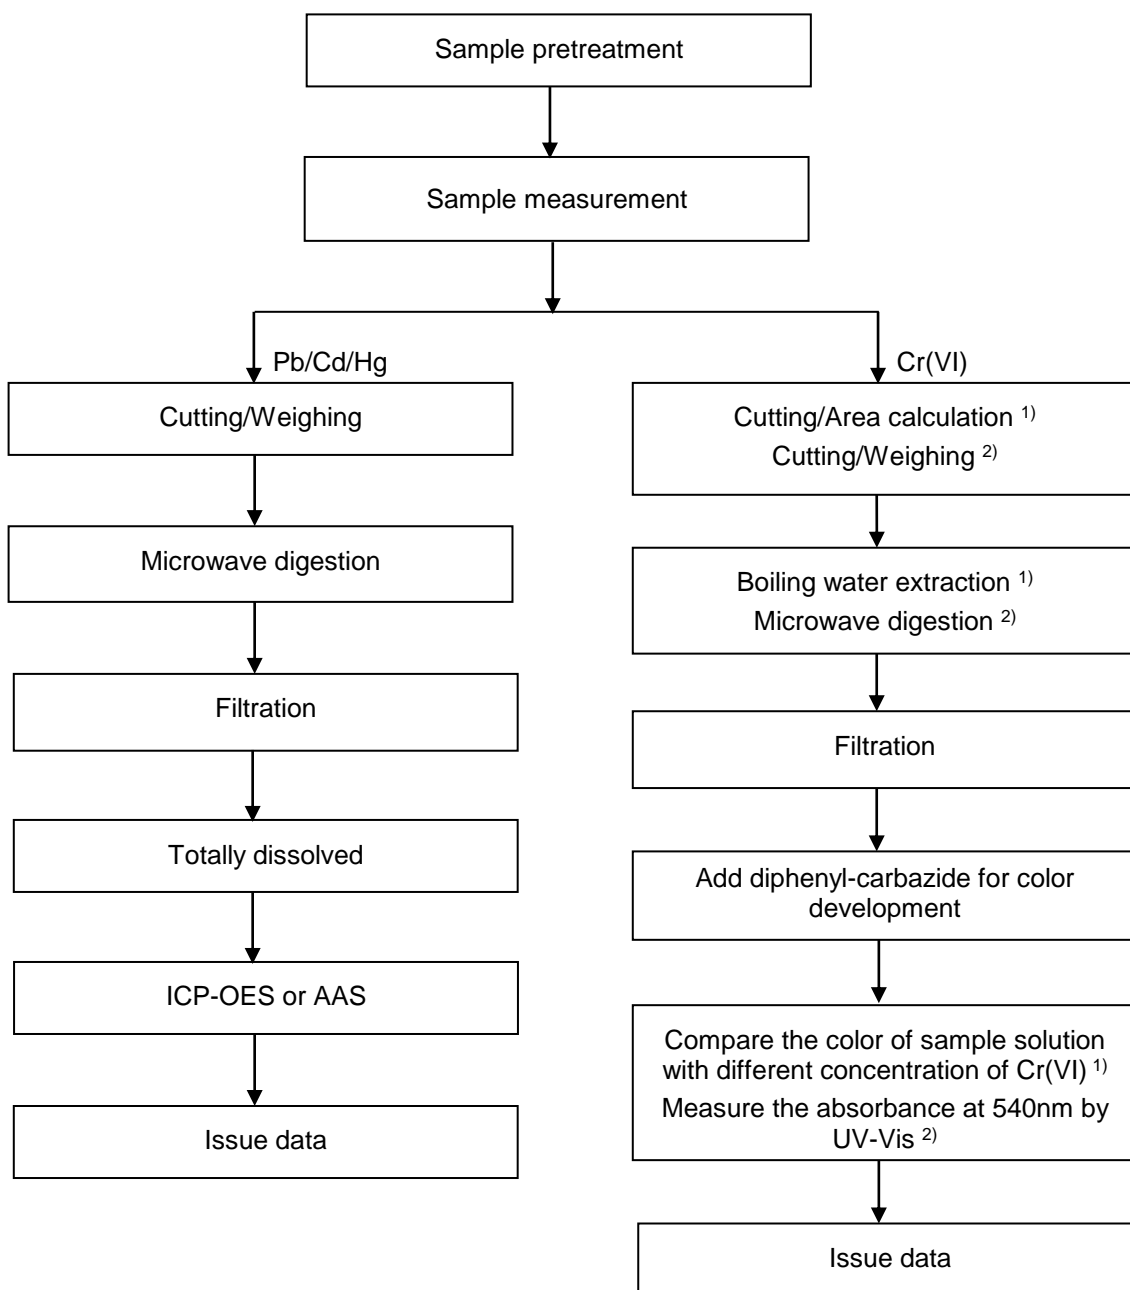 Sample pretreatment
Sample measurement
Pb/Cd/Hg
Cutting/Weighing
Microwave digestion
Filtration
Totally dissolved
ICP-OES or AAS
Issue data
Cr(VI)
Cutting/Area calculation 1)
Cutting/Weighing 2)
Boiling water extraction 1)
Microwave digestion 2)
Filtration
Add diphenyl-carbazide for color
development
Compare the color of sample solution
with different concentration of Cr(VI) 1)
Measure the absorbance at 540nm by
UV-Vis 2)
Issue data